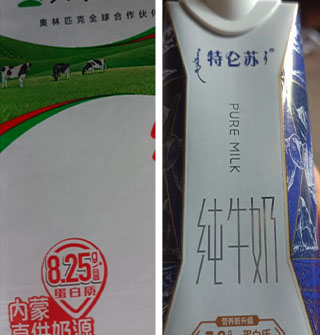 奥林匹克全球合作伙伴
8.25g/盒
蛋白质
内蒙
直供奶源
特仑苏
PURE MILK
纯牛奶
营养新升级